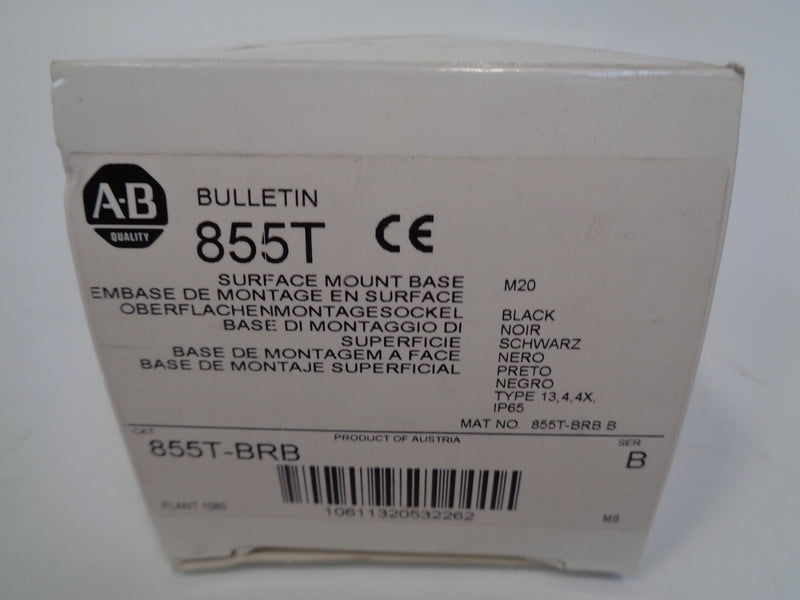 A-B
QUALITY
BULLETIN
855T
CE
SURFACE MOUNT BASE
EMBASE DE MONTAGE EN SURFACE
OBERFLACHENMONTAGESOCKEL
BASE DI MONTAGGIO DI
SUPERFICIE
BASE DE MONTAGEM A FACE
BASE DE MONTAJE SUPERFICIAL
M20
BLACK
NOIR
SCHWARZ
NERO
PRETO
NEGRO
TYPE 13,4,4X,
IP65
MAT NO. 855T-BRB B
CAT
855T-BRB
PRODUCT OF AUSTRIA
SER
B
10611320532262
PLANT 1080
MB